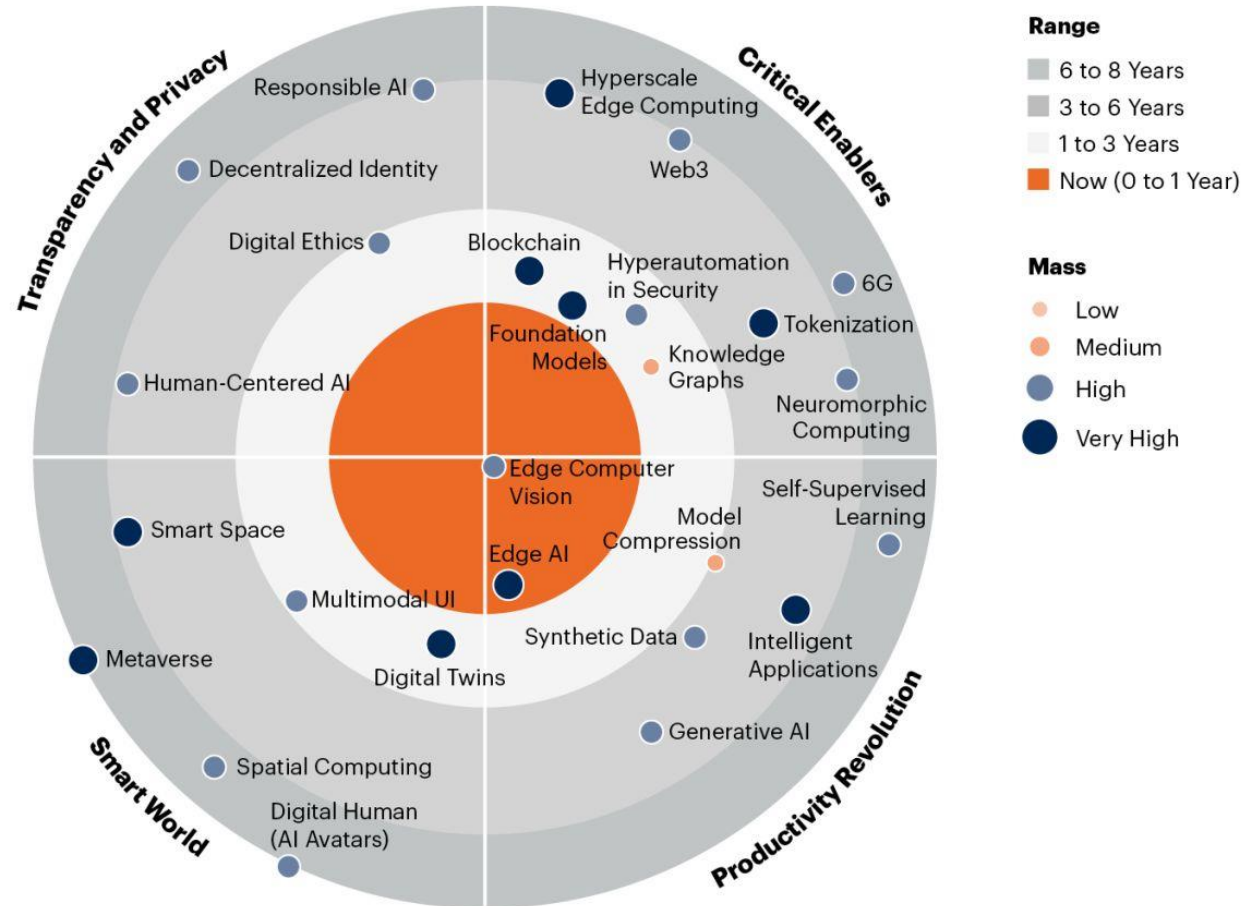 Transparency and Privacy
Critical Enablers
Smart World
Productivity Revolution
Responsible AI
Decentralized Identity
Digital Ethics
Human-Centered AI
Hyperscale
Edge Computing
Web3
Blockchain
Hyperautomation
in Security
6G
Foundation
Models
Tokenization
Knowledge
Graphs
Neuromorphic
Computing
Edge Computer
Vision
Self-Supervised
Learning
Model
Compression
Edge AI
Synthetic Data
Intelligent
Applications
Generative AI
Smart Space
Multimodal UI
Metaverse
Digital Twins
Spatial Computing
Digital Human
(AI Avatars)
Range
6 to 8 Years
3 to 6 Years
1 to 3 Years
Now (0 to 1 Year)
Mass
Low
Medium
High
Very High